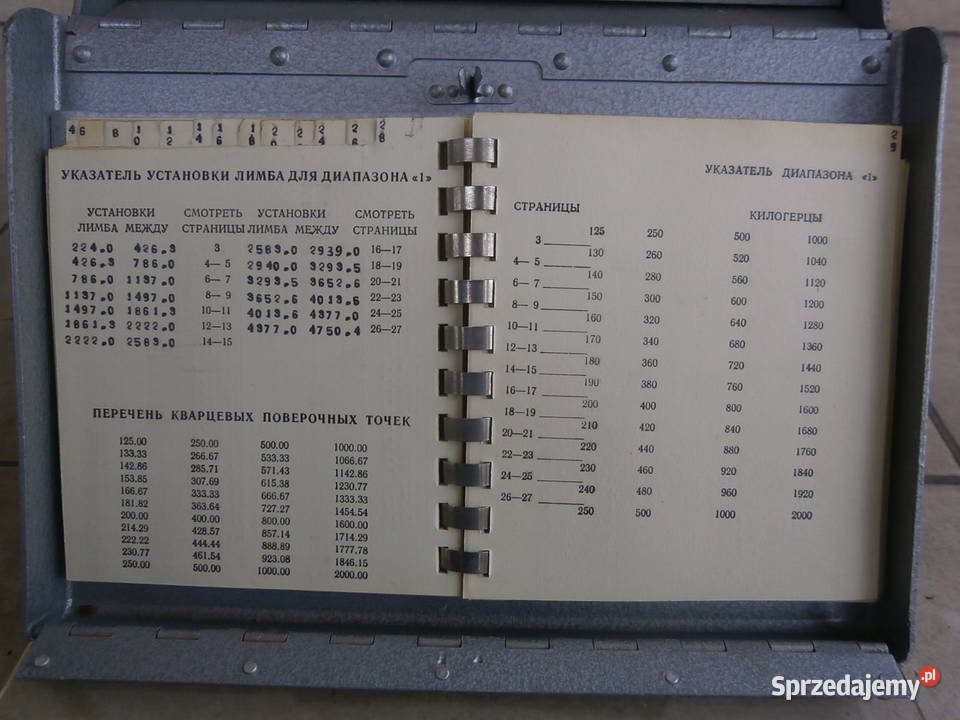 46 8 10 12 14 16 18 20 22 24 26 28
УКАЗАТЕЛЬ УСТАНОВКИ ЛИМБА ДЛЯ ДИАПАЗОНА «I»
УСТАНОВКИ СМОТРЕТЬ УСТАНОВКИ СМОТРЕТЬ
ЛИМБА МЕЖДУ СТРАНИЦЫ ЛИМБА МЕЖДУ СТРАНИЦЫ
224.0 426.3 3 2583.0 2939.0 16—17
426.3 786.0 4— 5 2940.0 3293.5 18—19
786.0 1137.0 6— 7 3293.5 3652.6 20—21
1137.0 1497.0 8— 9 3652.6 4013.6 22—23
1497.0 1861.3 10—11 4013.6 4377.0 24—25
1861.3 2222.0 12—13 4377.0 4750.4 26—27
2222.0 2583.0 14—15
ПЕРЕЧЕНЬ КВАРЦЕВЫХ ПОВЕРОЧНЫХ ТОЧЕК
125.00 250.00 500.00 1000.00
133.33 266.67 533.33 1066.67
142.86 285.71 571.43 1142.86
153.85 307.69 615.38 1230.77
166.67 333.33 666.67 1333.33
181.82 363.64 727.27 1454.54
200.00 400.00 800.00 1600.00
214.29 428.57 857.14 1714.29
222.22 444.44 888.89 1777.78
230.77 461.54 923.08 1846.15
250.00 500.00 1000.00 2000.00
29
УКАЗАТЕЛЬ ДИАПАЗОНА «I»
СТРАНИЦЫ КИЛОГЕРЦЫ
125 250 500 1000
3
130 260 520 1040
4— 5
140 280 560 1120
6— 7
150 300 600 1200
8— 9
160 320 640 1280
10—11
170 340 680 1360
12—13
180 360 720 1440
14—15
190 380 760 1520
16—17
200 400 800 1600
18—19
210 420 840 1680
20—21
220 440 880 1760
22—23
230 460 920 1840
24—25
240 480 960 1920
26—27
250 500 1000 2000
Sprzedajemy.pl